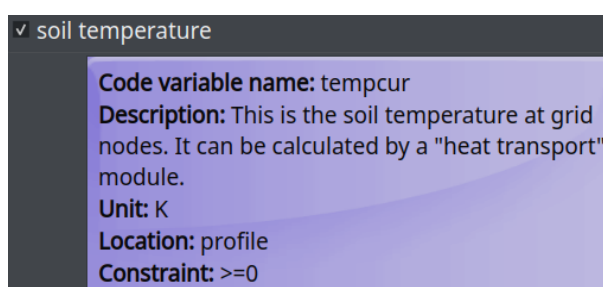 soil temperature
Code variable name: tempcur
Description: This is the soil temperature at grid
nodes. It can be calculated by a "heat transport"
module.
Unit: K
Location: profile
Constraint: >=0